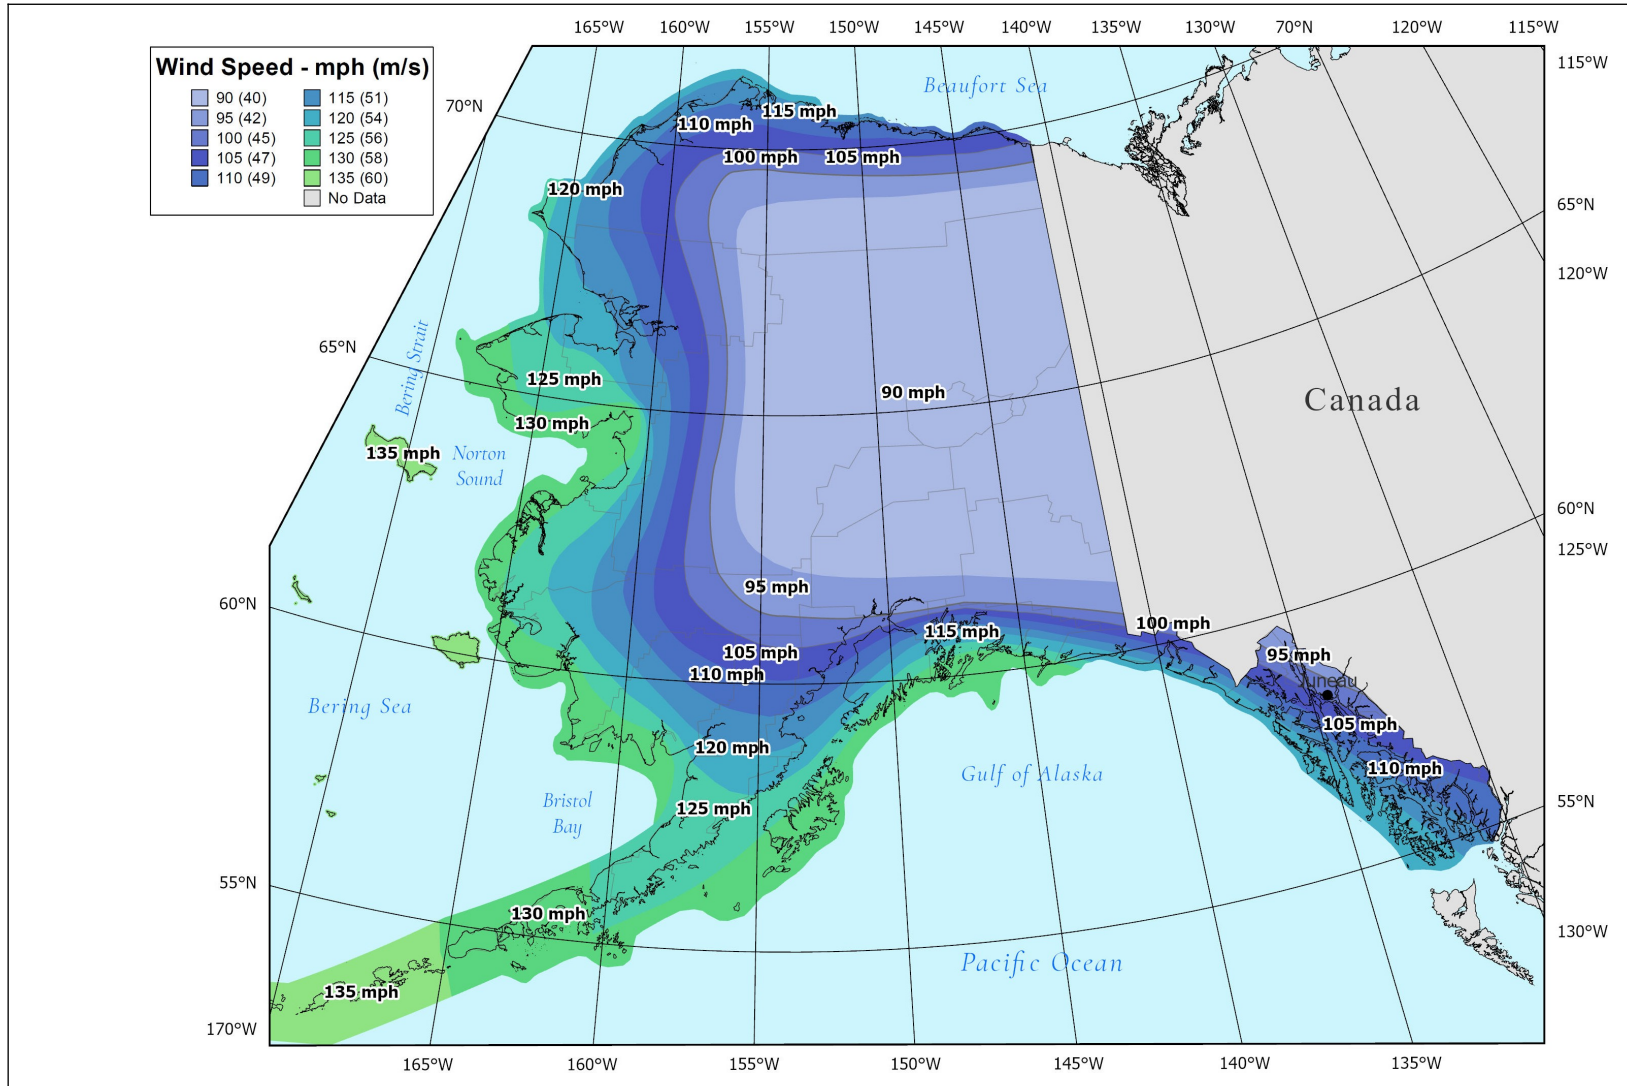 165°W 160°W 155°W 150°W 145°W 140°W 135°W 130°W 70°N 120°W 115°W
Wind Speed - mph (m/s)
90 (40) 115 (51)
95 (42) 120 (54)
100 (45) 125 (56)
105 (47) 130 (58)
110 (49) 135 (60)
No Data
115°W
Beaufort Sea
70°N
115 mph
110 mph
100 mph 105 mph
120 mph
65°N
120°W
65°N
Bering Strait
125 mph
90 mph
Canada
130 mph
135 mph
Norton
Sound
60°N
125°W
95 mph
60°N
100 mph
115 mph
105 mph
95 mph
110 mph
Juneau
Bering Sea
105 mph
120 mph
110 mph
Gulf of Alaska
Bristol
Bay
125 mph
55°N
55°N
130 mph
130°W
Pacific Ocean
135 mph
170°W
165°W 160°W 155°W 150°W 145°W 140°W 135°W